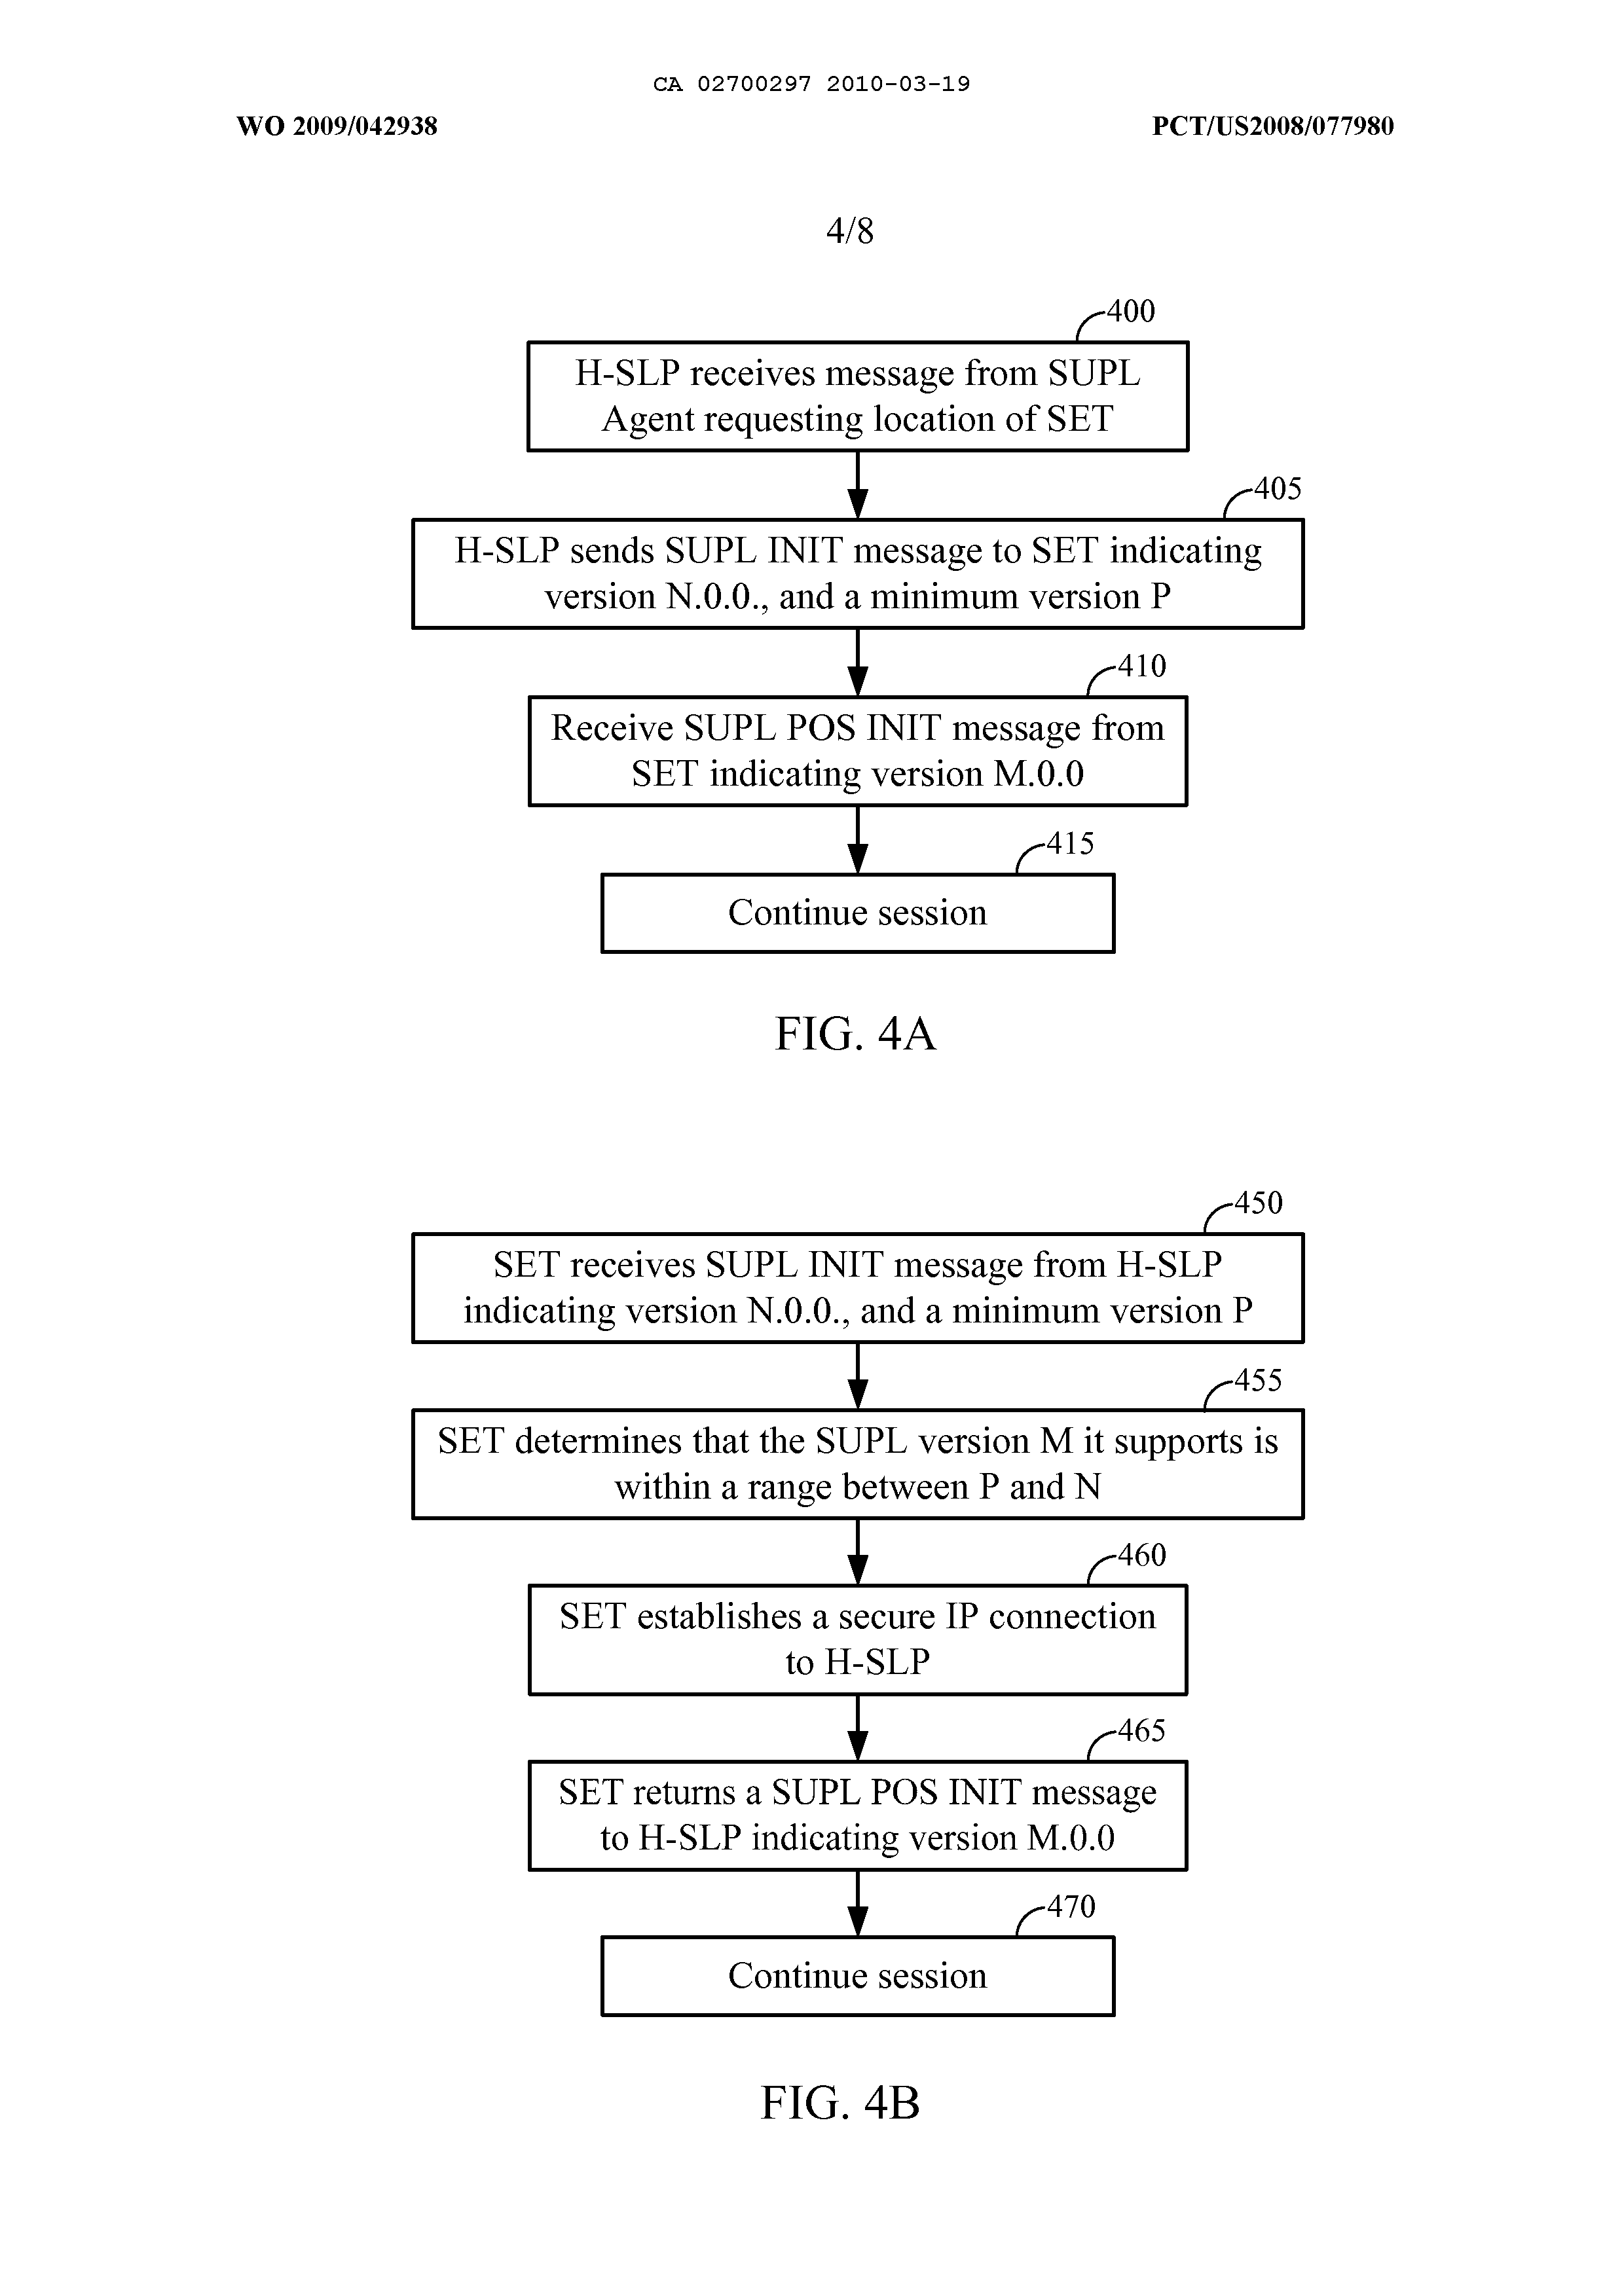 CA 02700297 2010-03-19
WO 2009/042938
PCT/US2008/077980
4/8
400
H-SLP receives message from SUPL
Agent requesting location of SET
405
H-SLP sends SUPL INIT message to SET indicating
version N.0.0., and a minimum version P
410
Receive SUPL POS INIT message from
SET indicating version M.0.0
415
Continue session
FIG. 4A
450
SET receives SUPL INIT message from H-SLP
indicating version N.0.0., and a minimum version P
455
SET determines that the SUPL version M it supports is
within a range between P and N
460
SET establishes a secure IP connection
to H-SLP
465
SET returns a SUPL POS INIT message
to H-SLP indicating version M.0.0
470
Continue session
FIG. 4B